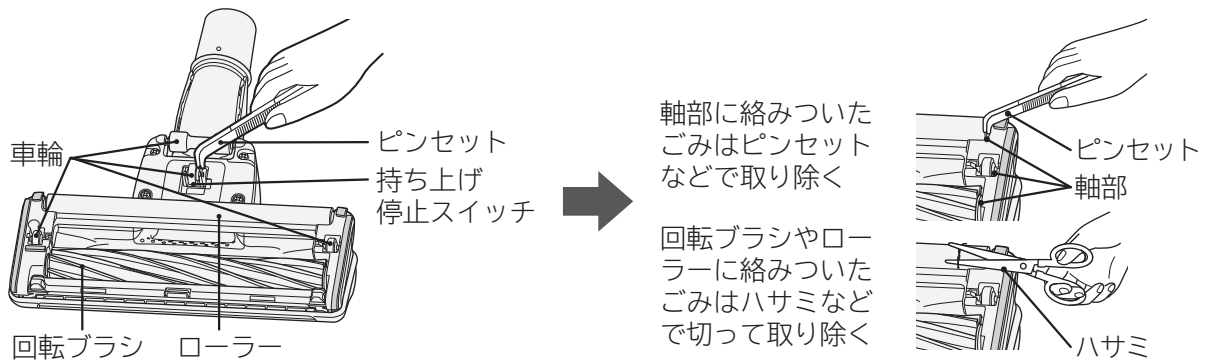 車輪
ピンセット
持ち上げ
停止スイッチ
回転ブラシ
ローラー
軸部に絡みついた
ごみはピンセット
などで取り除く
ピンセット
軸部
回転ブラシやロー
ラーに絡みついた
ごみはハサミなど
で切って取り除く
ハサミ